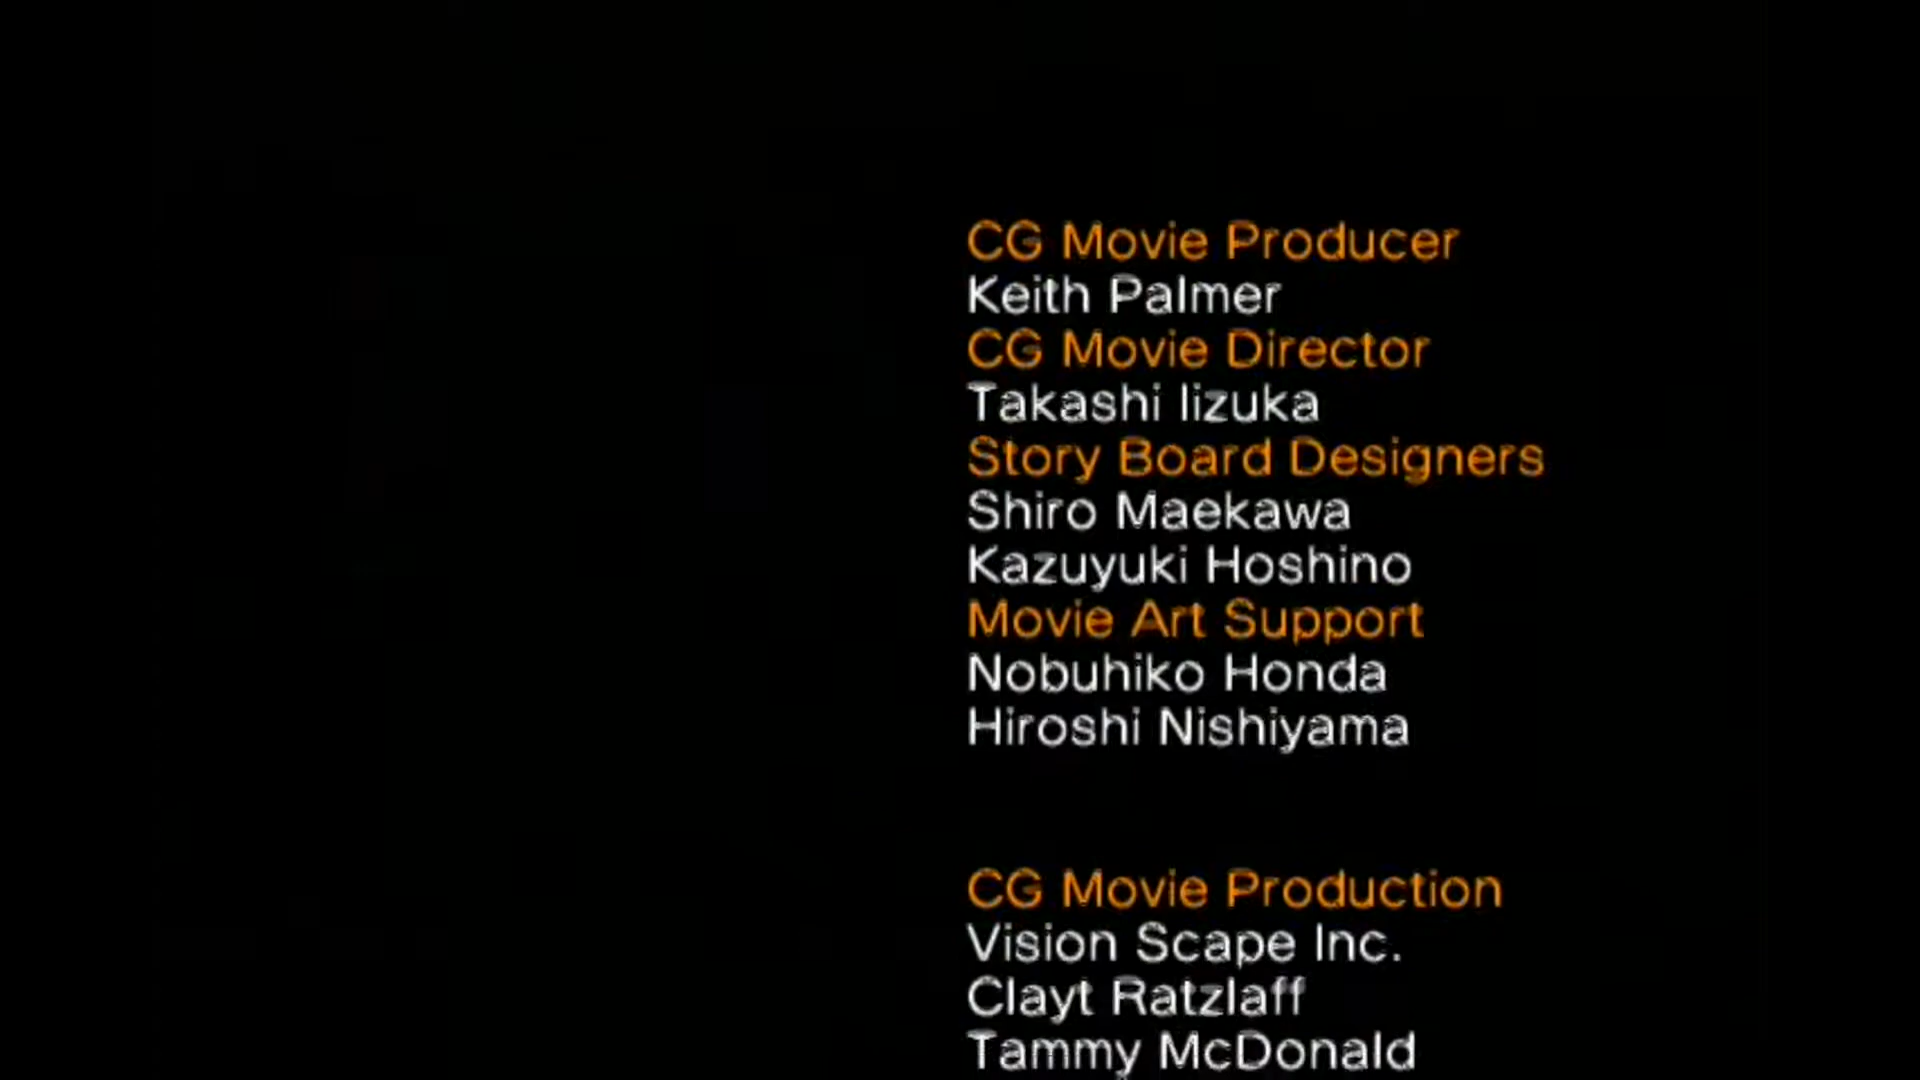 CG Movie Producer
Keith Palmer
CG Movie Director
Takashi Iizuka
Story Board Designers
Shiro Maekawa
Kazuyuki Hoshino
Movie Art Support
Nobuhiko Honda
Hiroshi Nishiyama
CG Movie Production
Vision Scape Inc.
Clayt Ratzlaff
Tammy McDonald